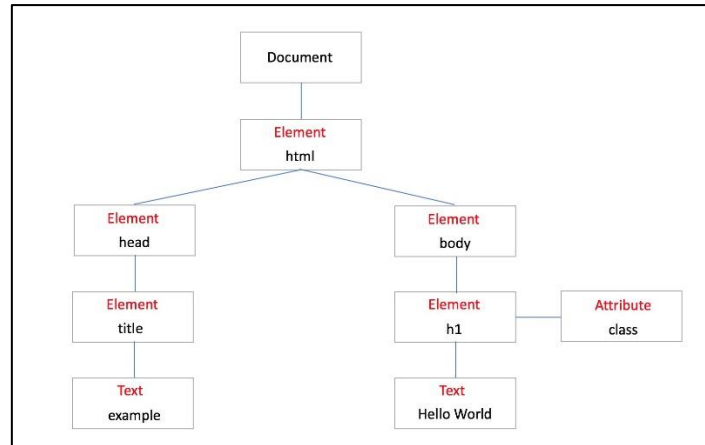 Document
Element
html
Element
head
Element
body
Element
title
Element
h1
Attribute
class
Text
example
Text
Hello World